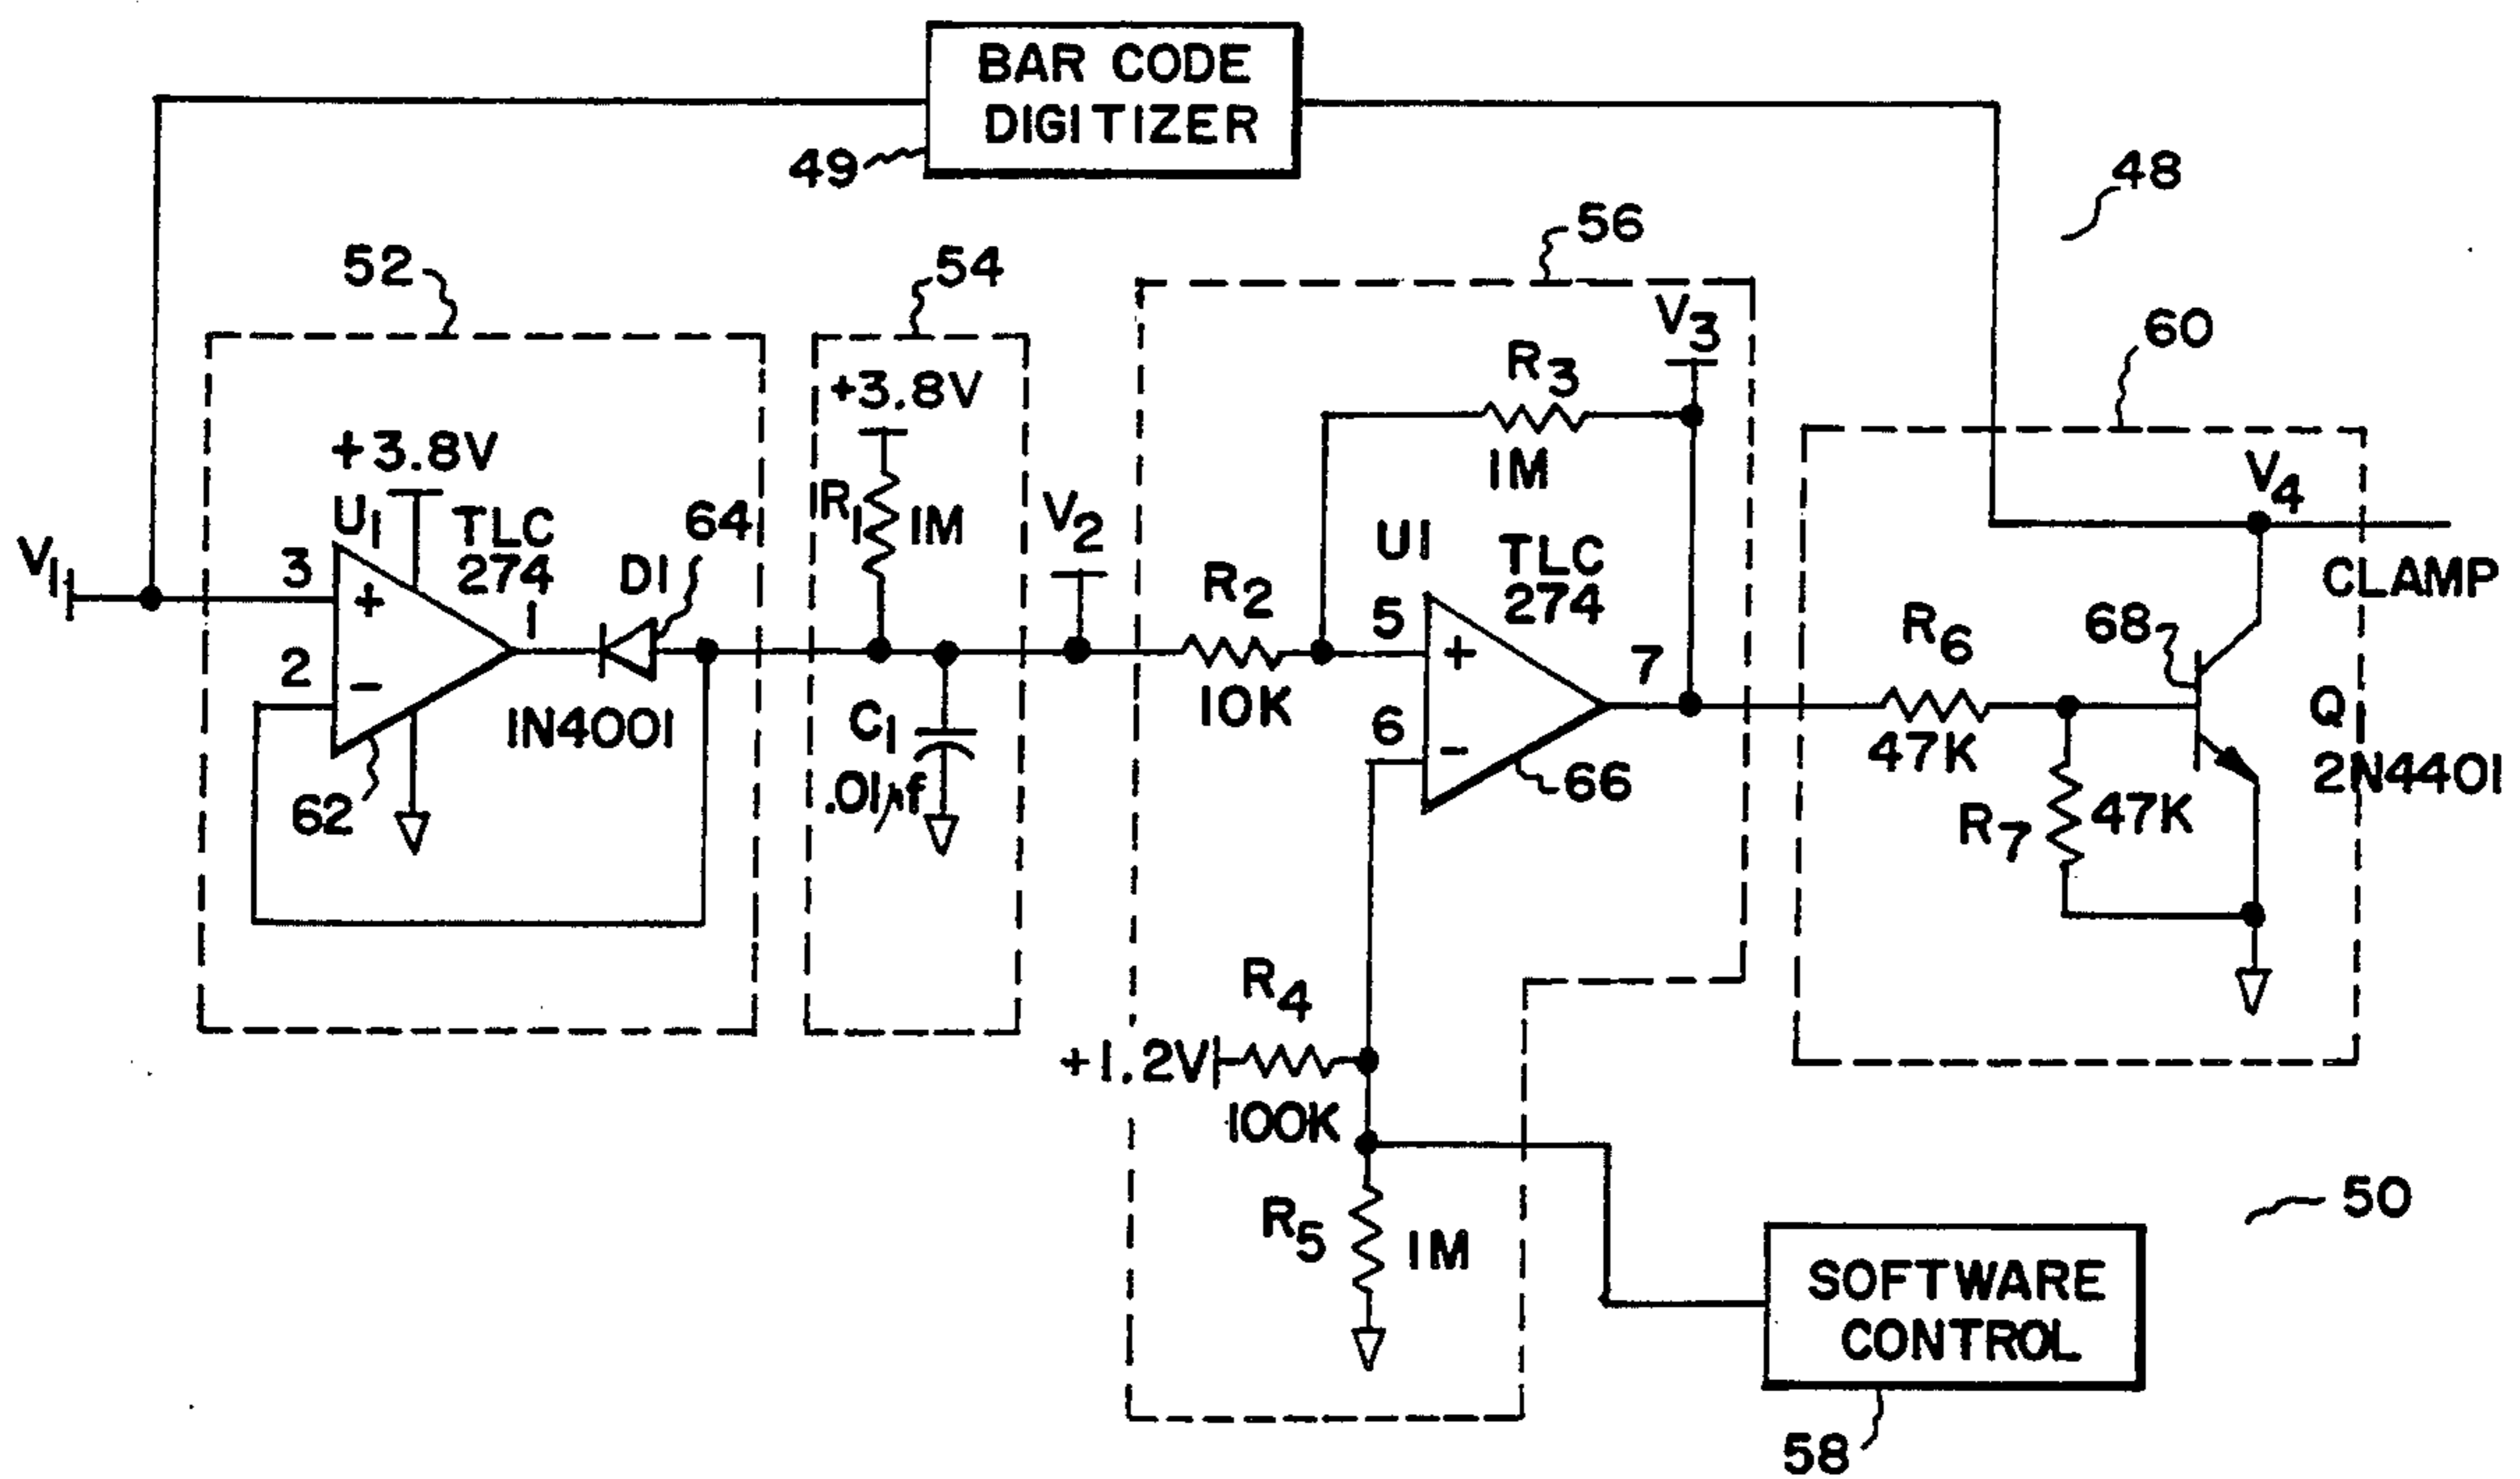 BAR CODE
DIGITIZER
49
48
52
54
56
60
+3.8V
+3.8V
V3
R3
1M
V4
CLAMP
U1
TLC
274
64
R1
1M
V2
U1
TLC
274
V1
3
+
2
-
1
D1
1N4001
62
C1
.01μf
R2
10K
5
+
6
-
7
66
R6
47K
68
Q1
2N4401
R7
47K
R4
+1.2V
100K
R5
1M
50
SOFTWARE
CONTROL
58